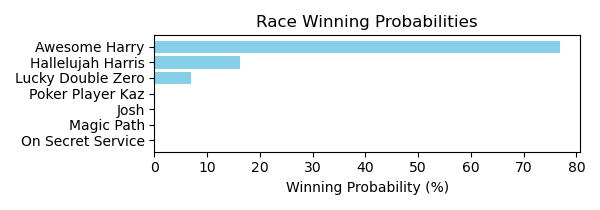 Race Winning Probabilities
Awesome Harry
Hallelujah Harris
Lucky Double Zero
Poker Player Kaz
Josh
Magic Path
On Secret Service
0 10 20 30 40 50 60 70 80
Winning Probability (%)